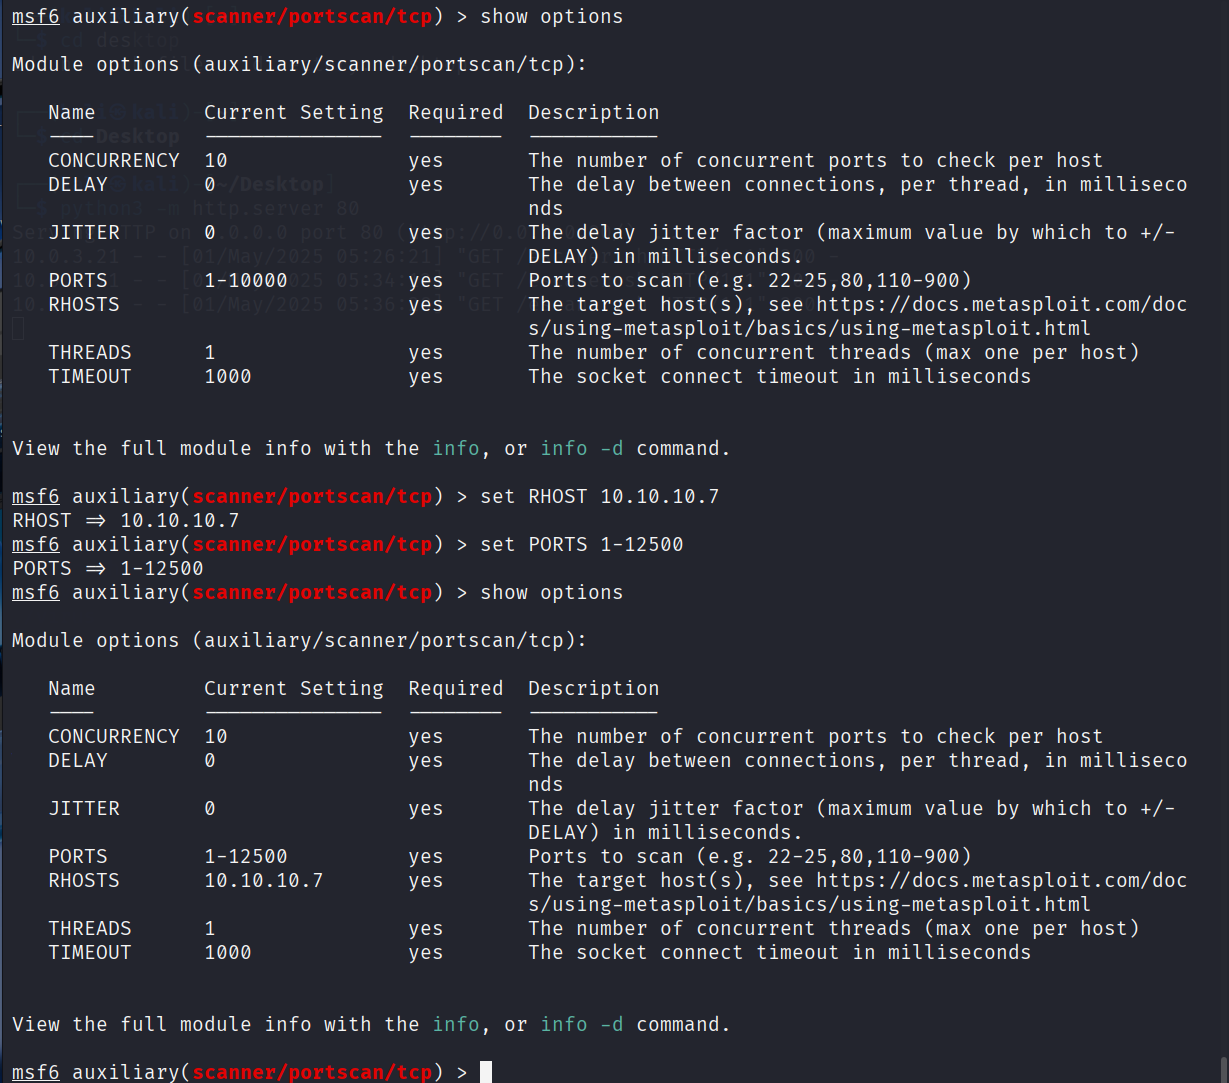 msf6 auxiliary(scanner/portscan/tcp) > show options
Module options (auxiliary/scanner/portscan/tcp):
Name Current Setting Required Description
CONCURRENCY 10 yes The number of concurrent ports to check per host
DELAY 0 yes The delay between connections, per thread, in milliseco
nds
JITTER 0 yes The delay jitter factor (maximum value by which to +/-
DELAY) in milliseconds.
PORTS 1-10000 yes Ports to scan (e.g. 22-25,80,110-900)
RHOSTS yes The target host(s), see https://docs.metasploit.com/doc
s/using-metasploit/basics/using-metasploit.html
THREADS 1 yes The number of concurrent threads (max one per host)
TIMEOUT 1000 yes The socket connect timeout in milliseconds
View the full module info with the info, or info -d command.
msf6 auxiliary(scanner/portscan/tcp) > set RHOST 10.10.10.7
RHOST ⇒ 10.10.10.7
msf6 auxiliary(scanner/portscan/tcp) > set PORTS 1-12500
PORTS ⇒ 1-12500
msf6 auxiliary(scanner/portscan/tcp) > show options
Module options (auxiliary/scanner/portscan/tcp):
Name Current Setting Required Description
CONCURRENCY 10 yes The number of concurrent ports to check per host
DELAY 0 yes The delay between connections, per thread, in milliseco
nds
JITTER 0 yes The delay jitter factor (maximum value by which to +/-
DELAY) in milliseconds.
PORTS 1-12500 yes Ports to scan (e.g. 22-25,80,110-900)
RHOSTS 10.10.10.7 yes The target host(s), see https://docs.metasploit.com/doc
s/using-metasploit/basics/using-metasploit.html
THREADS 1 yes The number of concurrent threads (max one per host)
TIMEOUT 1000 yes The socket connect timeout in milliseconds
View the full module info with the info, or info -d command.
msf6 auxiliary(scanner/portscan/tcp) >